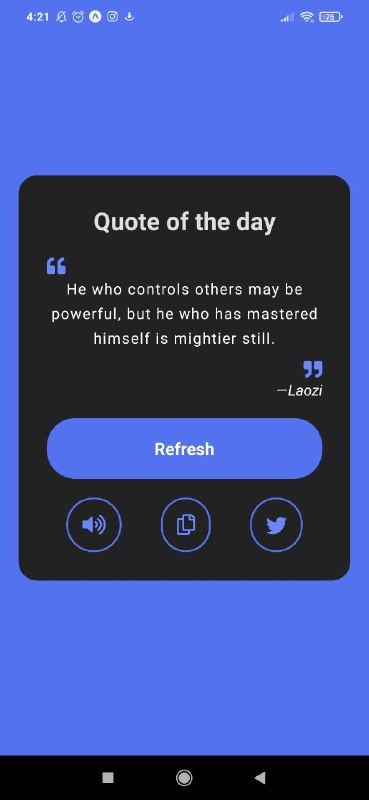 4:21
75
Quote of the day
“
He who controls others may be
powerful, but he who has mastered
himself is mightier still.
”
—Laozi
Refresh